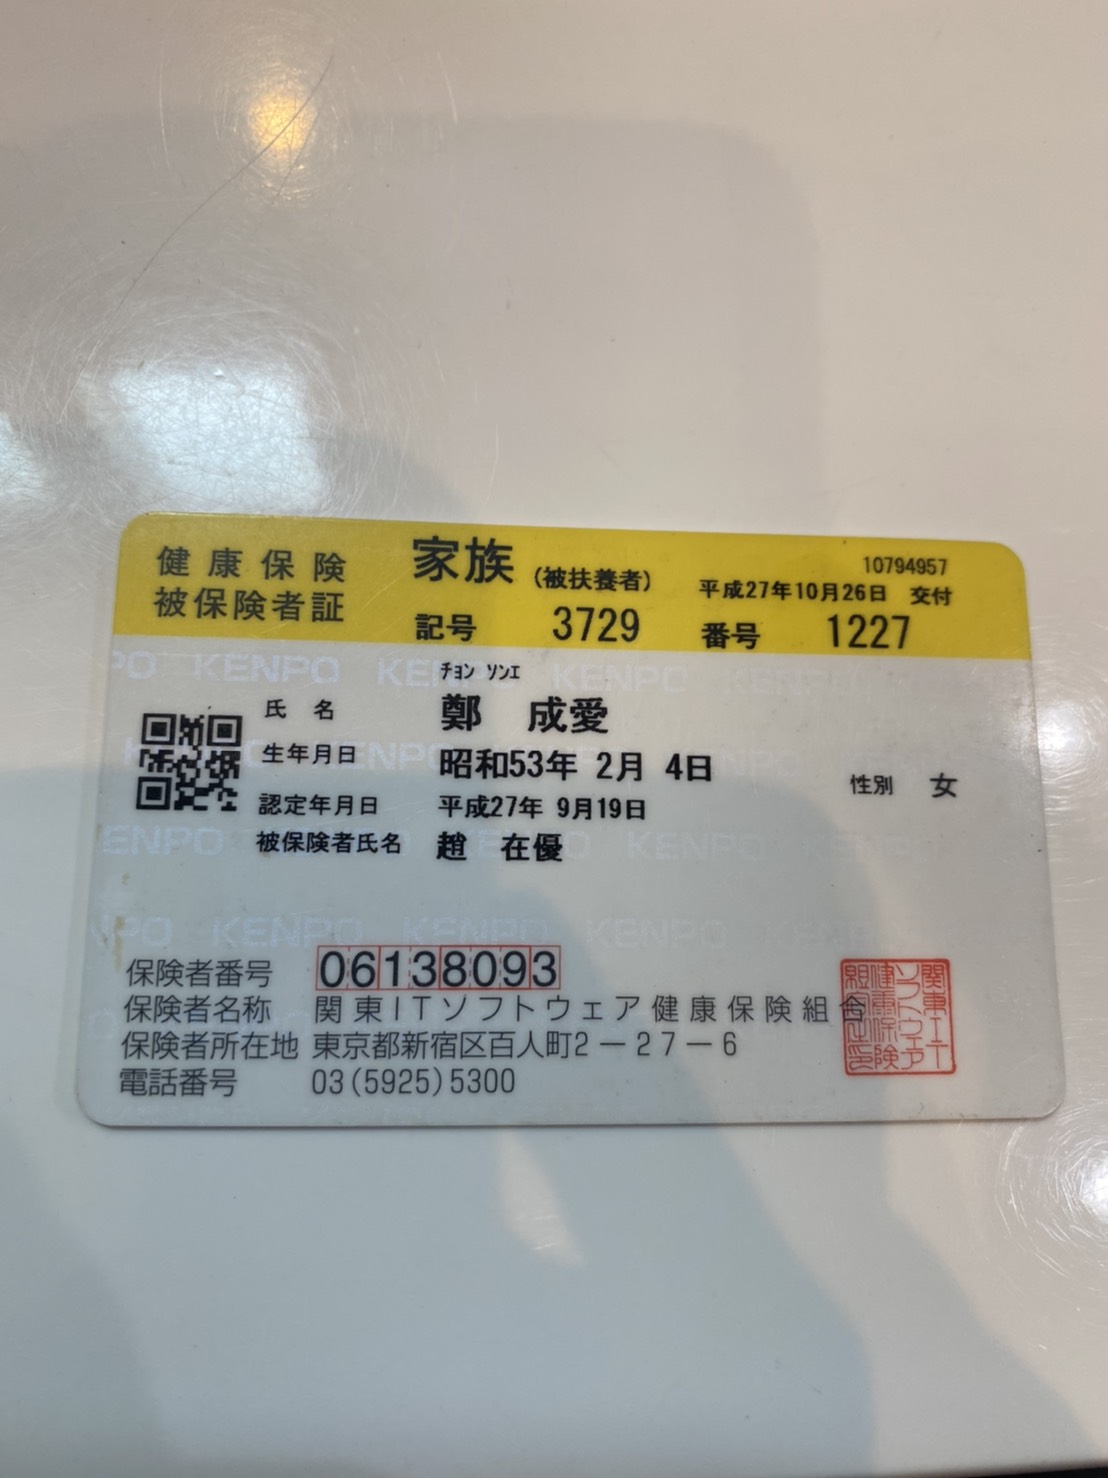 健康保険
被保険者証
家族 (被扶養者)
10794957
平成27年10月26日 交付
記号 3729 番号 1227
チョン ソンエ
氏名 鄭 成愛
生年月日 昭和53年 2月 4日
性別 女
認定年月日 平成27年 9月19日
被保険者氏名 趙 在優
保険者番号 06138093
保険者名称 関東ITソフトウェア健康保険組合
保険者所在地 東京都新宿区百人町2-27-6
電話番号 03(5925)5300
KENPO